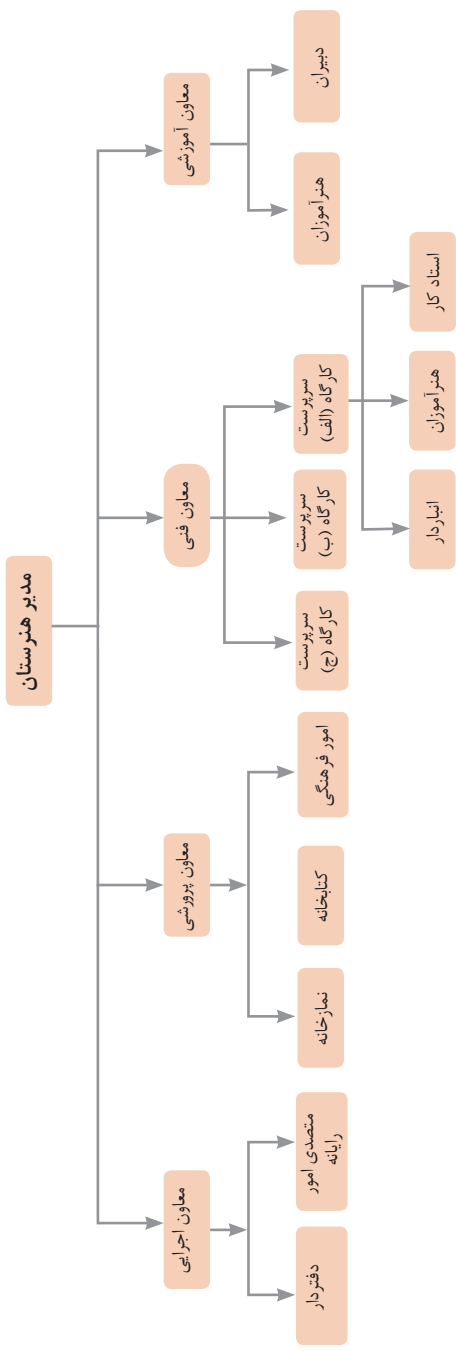 مدیر هنرستان
معاون آموزشی
معاون فنی
معاون پرورشی
معاون اجرایی
دبیران
هنرآموزان
سرپرست
کارگاه (الف)
سرپرست
کارگاه (ب)
سرپرست
کارگاه (ج)
امور فرهنگی
کتابخانه
نمازخانه
متصدی امور
رایانه
دفتردار
استاد کار
هنرآموزان
انباردار